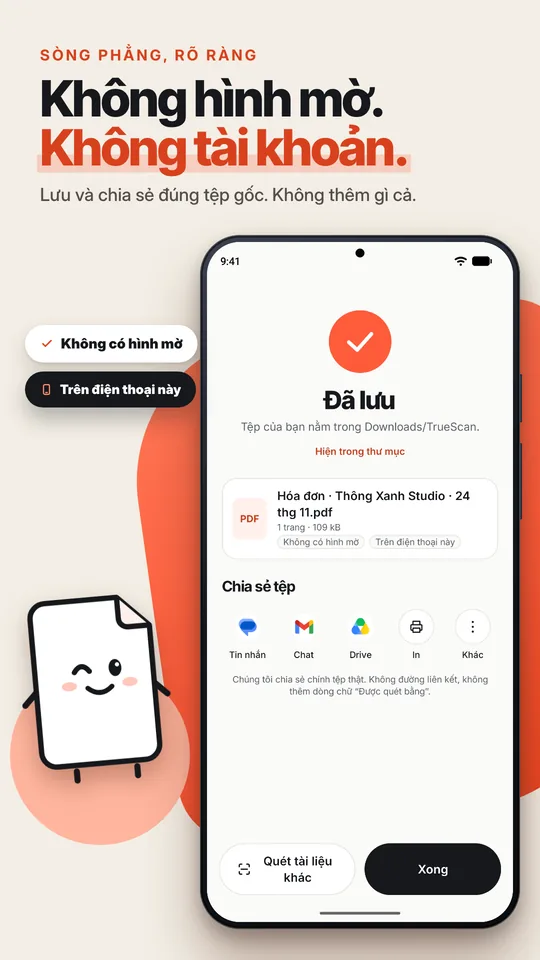 SÒNG PHẲNG, RÕ RÀNG
Không hình mờ.
Không tài khoản.
Lưu và chia sẻ đúng tệp gốc. Không thêm gì cả.
9:41
Không có hình mờ
Trên điện thoại này
Đã lưu
Tệp của bạn nằm trong Downloads/TrueScan.
Hiện trong thư mục
PDF
Hóa đơn · Thông Xanh Studio · 24
thg 11.pdf
1 trang · 109 kB
Không có hình mờ
Trên điện thoại này
Chia sẻ tệp
Tin nhắn
Chat
Drive
In
Khác
Chúng tôi chia sẻ chính tệp thật. Không đường liên kết, không
thêm dòng chữ “Được quét bằng”.
Quét tài liệu
khác
Xong